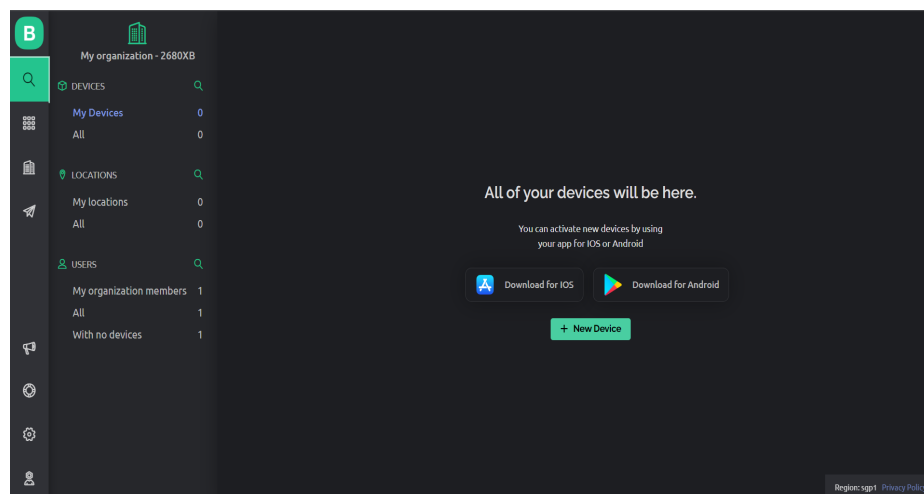 B
My organization - 2680XB
DEVICES
My Devices 0
All 0
LOCATIONS
My locations 0
All 0
USERS
My organization members 1
All 1
With no devices 1
All of your devices will be here.
You can activate new devices by using
your app for IOS or Android
Download for IOS
Download for Android
+ New Device
Region: sgp1 Privacy Policy